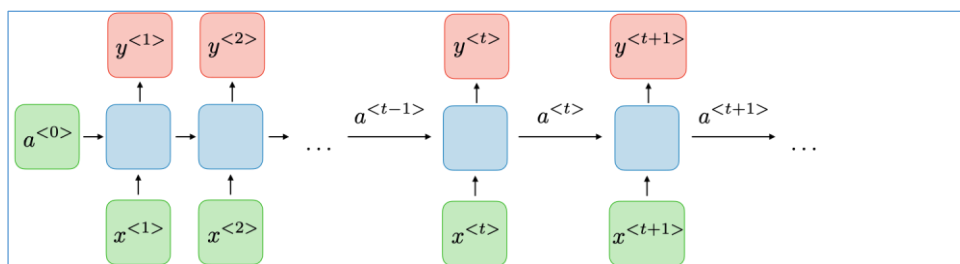 y^{<1>} y^{<2>} y^{<t>} y^{<t+1>}
a^{<0>} ... a^{<t-1>} a^{<t>} a^{<t+1>} ...
x^{<1>} x^{<2>} x^{<t>} x^{<t+1>}